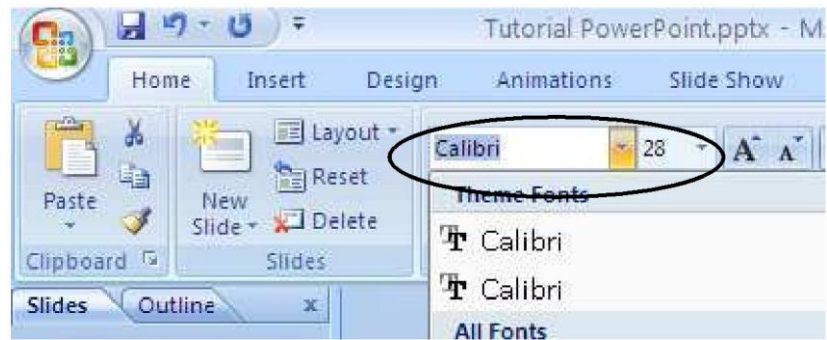 Tutorial PowerPoint.pptx - M
Home Insert Design Animations Slide Show
Layout
Calibri 28 A A
Reset
Paste New Slide Delete
Theme Fonts
Calibri
Clipboard Slides
Calibri
Slides Outline x
All Fonts